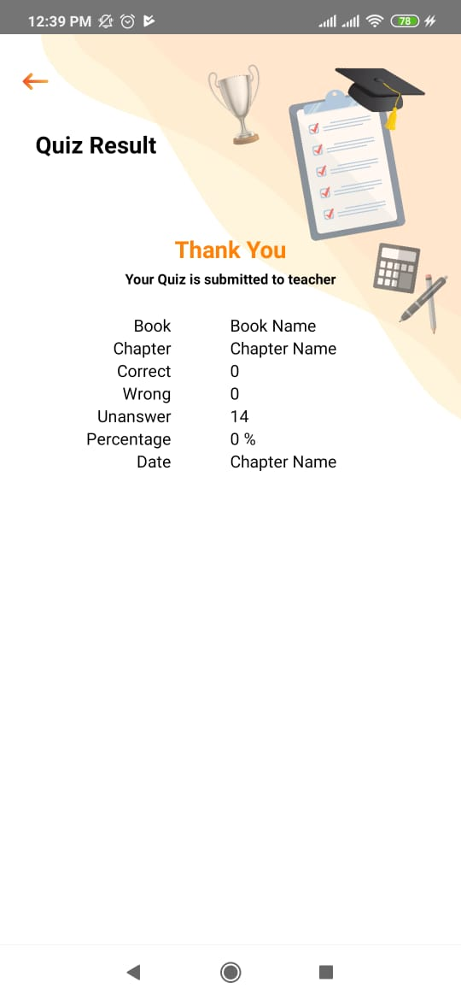 12:39 PM 78
Quiz Result
Thank You
Your Quiz is submitted to teacher
Book Book Name
Chapter Chapter Name
Correct 0
Wrong 0
Unanswer 14
Percentage 0 %
Date Chapter Name